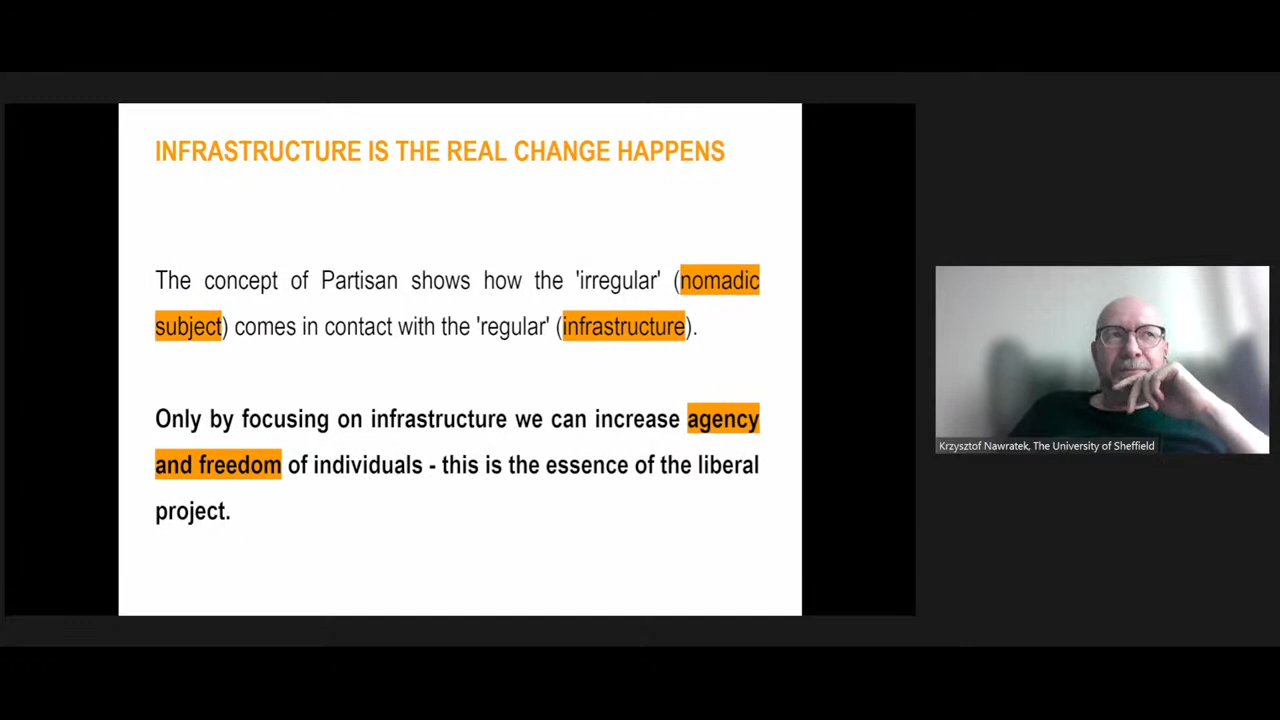 INFRASTRUCTURE IS THE REAL CHANGE HAPPENS
The concept of Partisan shows how the 'irregular' (nomadic
subject) comes in contact with the 'regular' (infrastructure).
Only by focusing on infrastructure we can increase agency
and freedom of individuals - this is the essence of the liberal
project.
Krzysztof Nawratek, The University of Sheffield